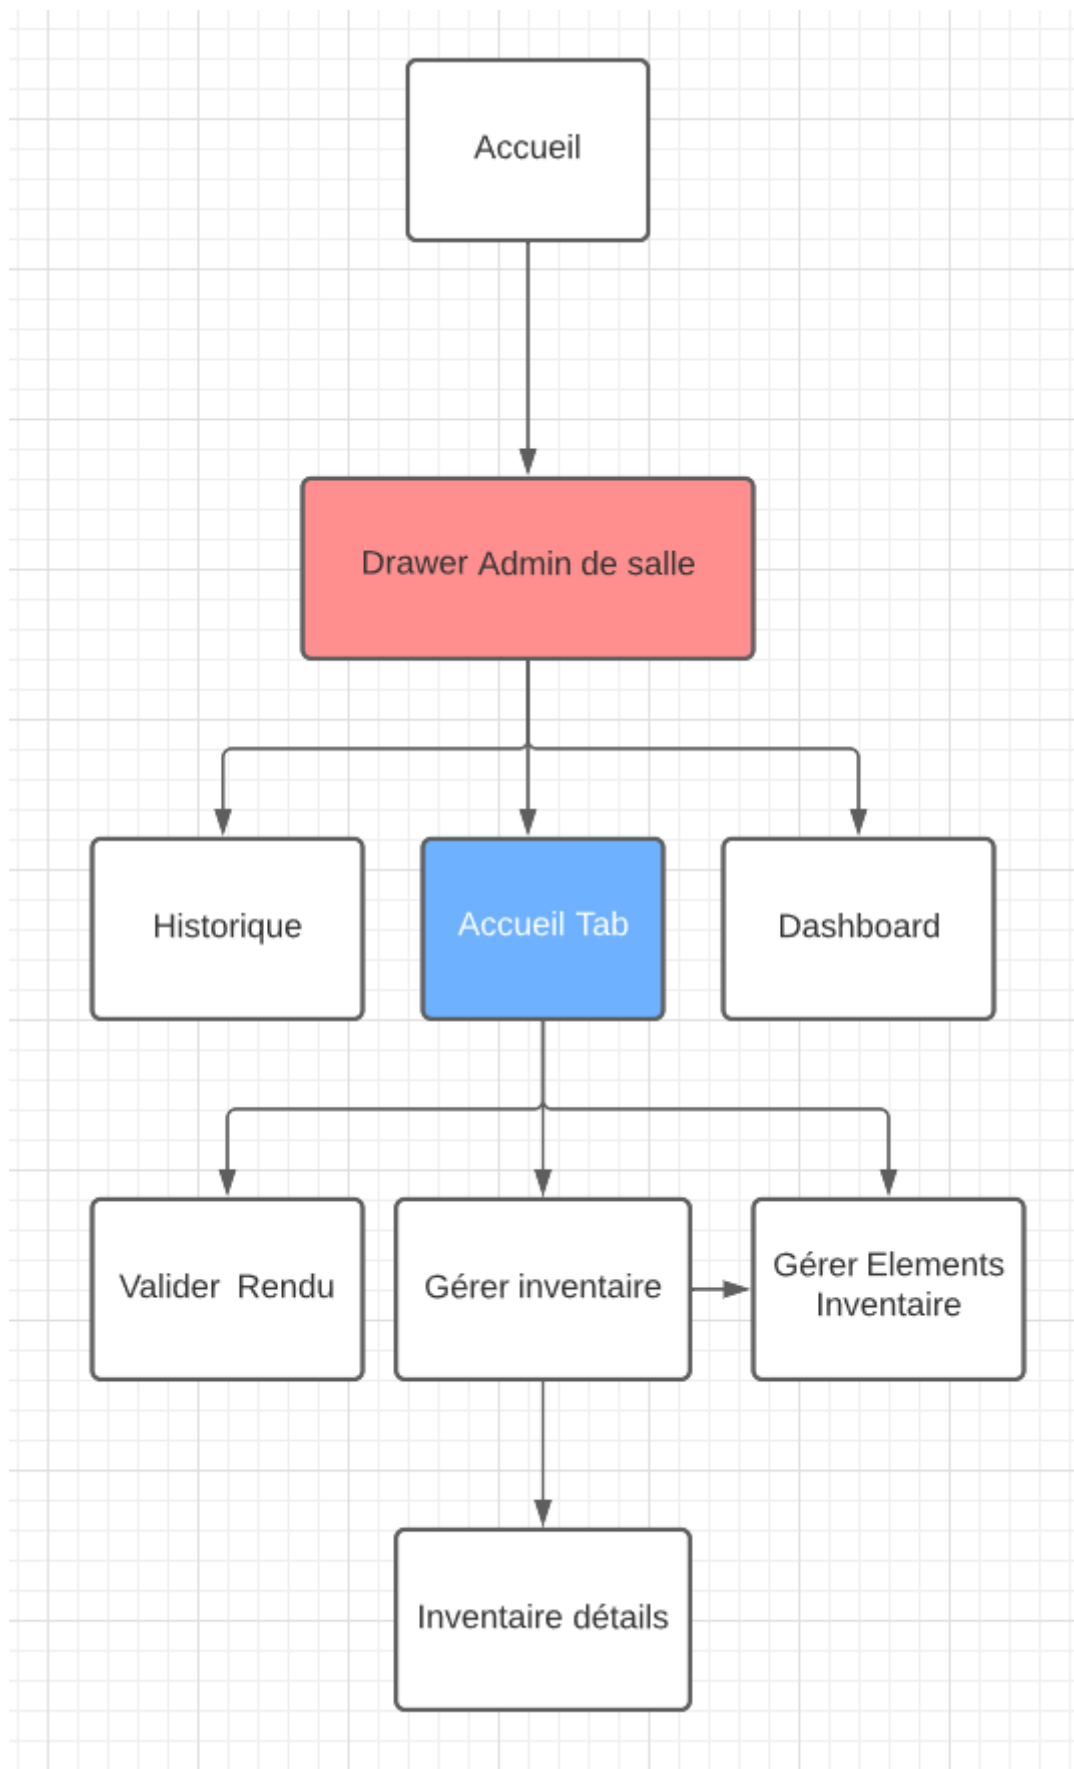 Accueil
Drawer Admin de salle
Historique
Accueil Tab
Dashboard
Valider Rendu
Gérer inventaire
Gérer Elements
Inventaire
Inventaire détails